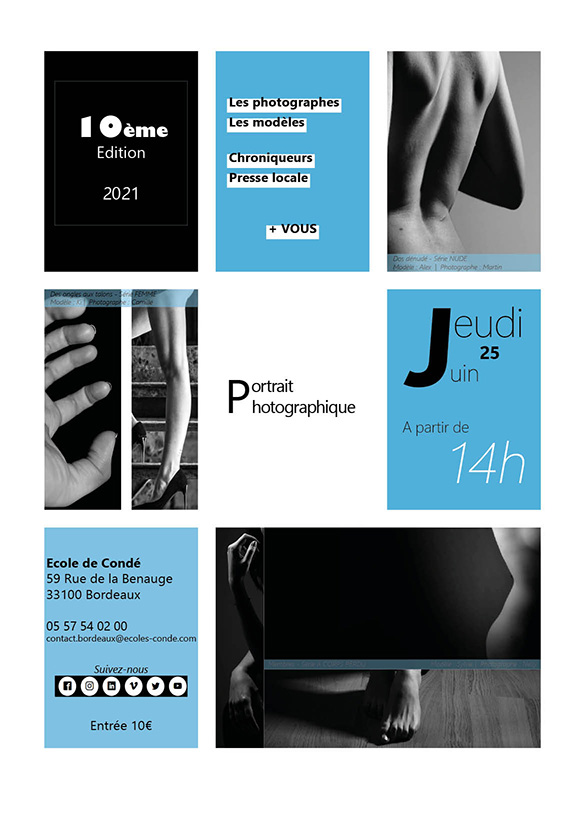 10ème
Edition
2021
Les photographes
Les modèles
Chroniqueurs
Presse locale
+ VOUS
Dos dénudé - Série NUDE
Modèle : Alex | Photographe : Martin
Des ongles aux talons - Série FEMME
Modèle : Ki | Photographe : Camille
Portrait
Photographique
Jeudi
25
Juin
A partir de
14h
Ecole de Condé
59 Rue de la Benauge
33100 Bordeaux
05 57 54 02 00
contact.bordeaux@ecoles-conde.com
Suivez-nous
Entrée 10€